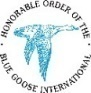 HONORABLE ORDER OF THE
BLUE GOOSE INTERNATIONAL